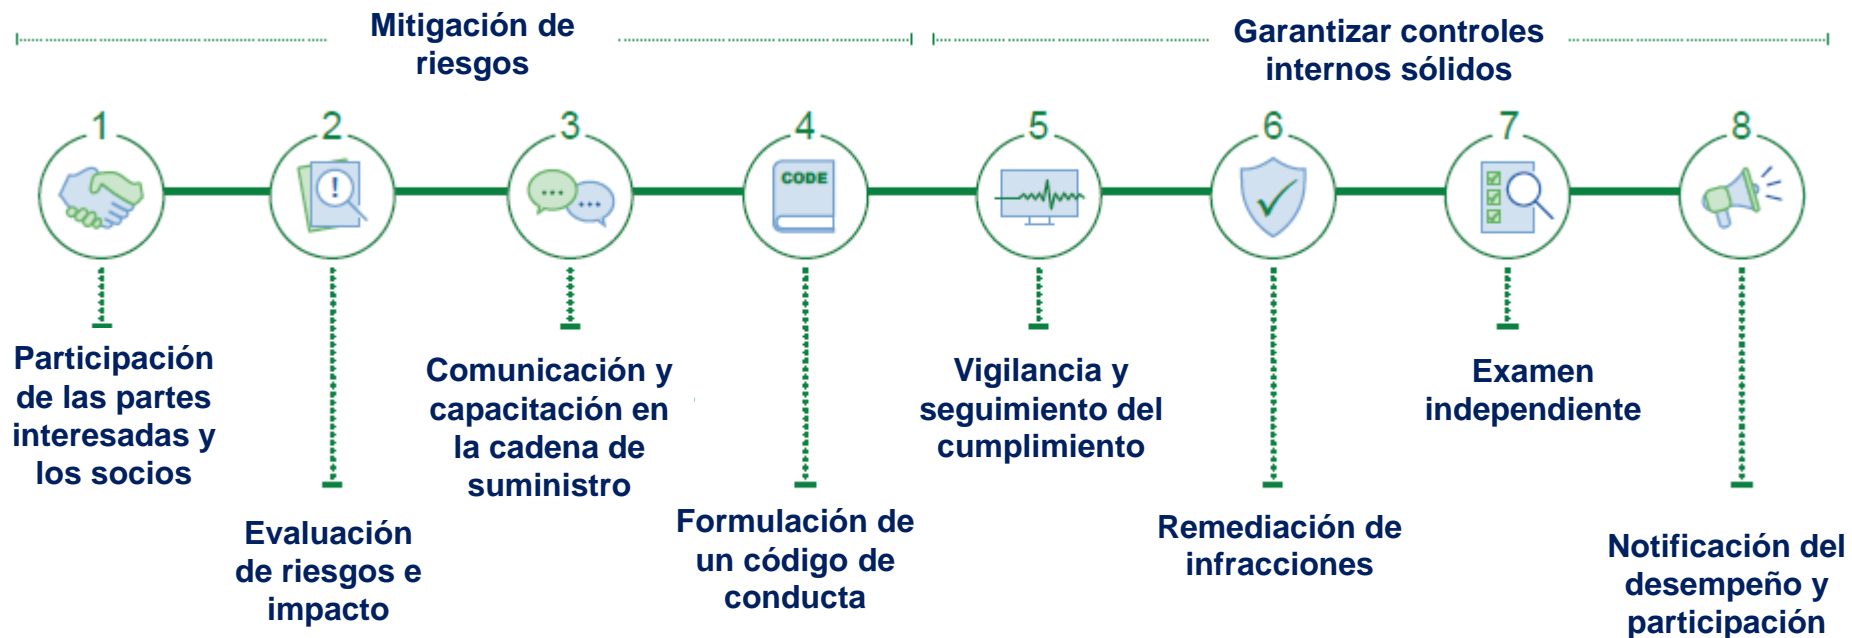 Mitigación de
riesgos
Garantizar controles
internos sólidos
1
2
3
4
5
6
7
8
CODE
Participación
de las partes
interesadas y
los socios
Evaluación
de riesgos e
impacto
Comunicación y
capacitación en
la cadena de
suministro
Formulación de
un código de
conducta
Vigilancia y
seguimiento del
cumplimiento
Remediación de
infracciones
Examen
independiente
Notificación del
desempeño y
participación